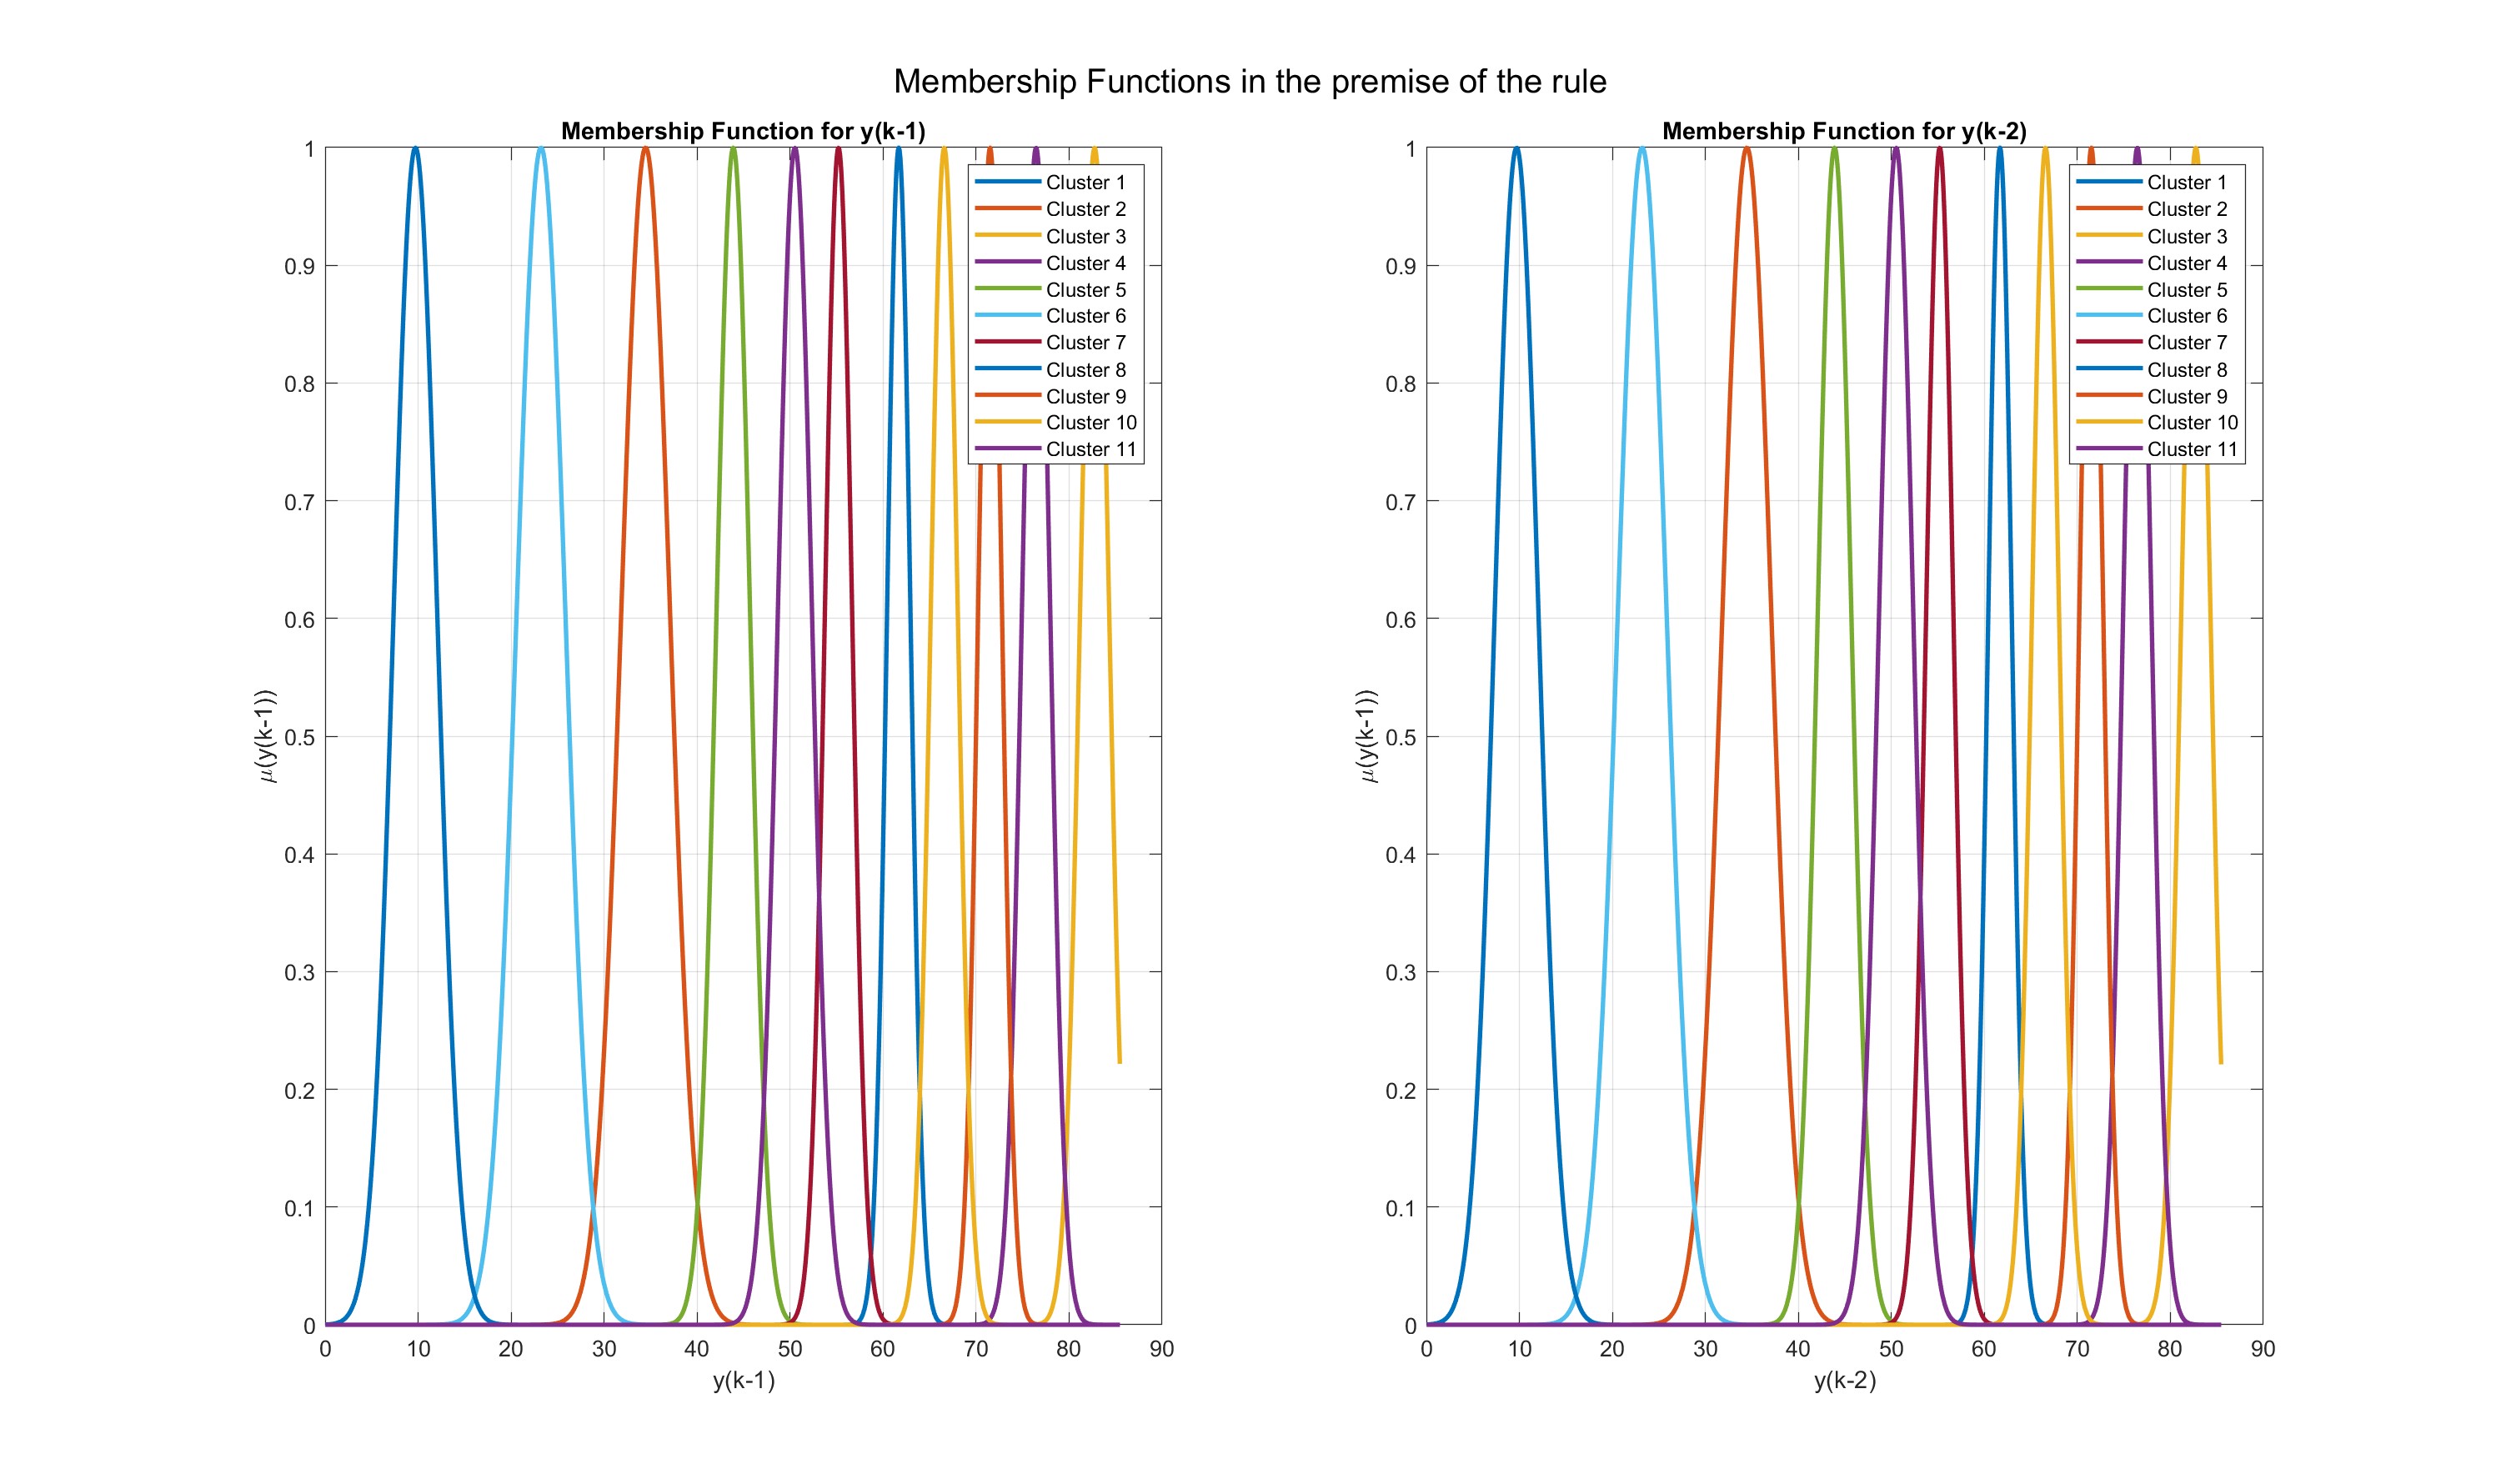 Membership Functions in the premise of the rule
Membership Function for y(k-1)
1
0.9
0.8
0.7
0.6
0.5
0.4
0.3
0.2
0.1
0
μ(y(k-1))
0 10 20 30 40 50 60 70 80 90
y(k-1)
Cluster 1
Cluster 2
Cluster 3
Cluster 4
Cluster 5
Cluster 6
Cluster 7
Cluster 8
Cluster 9
Cluster 10
Cluster 11
Membership Function for y(k-2)
1
0.9
0.8
0.7
0.6
0.5
0.4
0.3
0.2
0.1
0
μ(y(k-1))
0 10 20 30 40 50 60 70 80 90
y(k-2)
Cluster 1
Cluster 2
Cluster 3
Cluster 4
Cluster 5
Cluster 6
Cluster 7
Cluster 8
Cluster 9
Cluster 10
Cluster 11